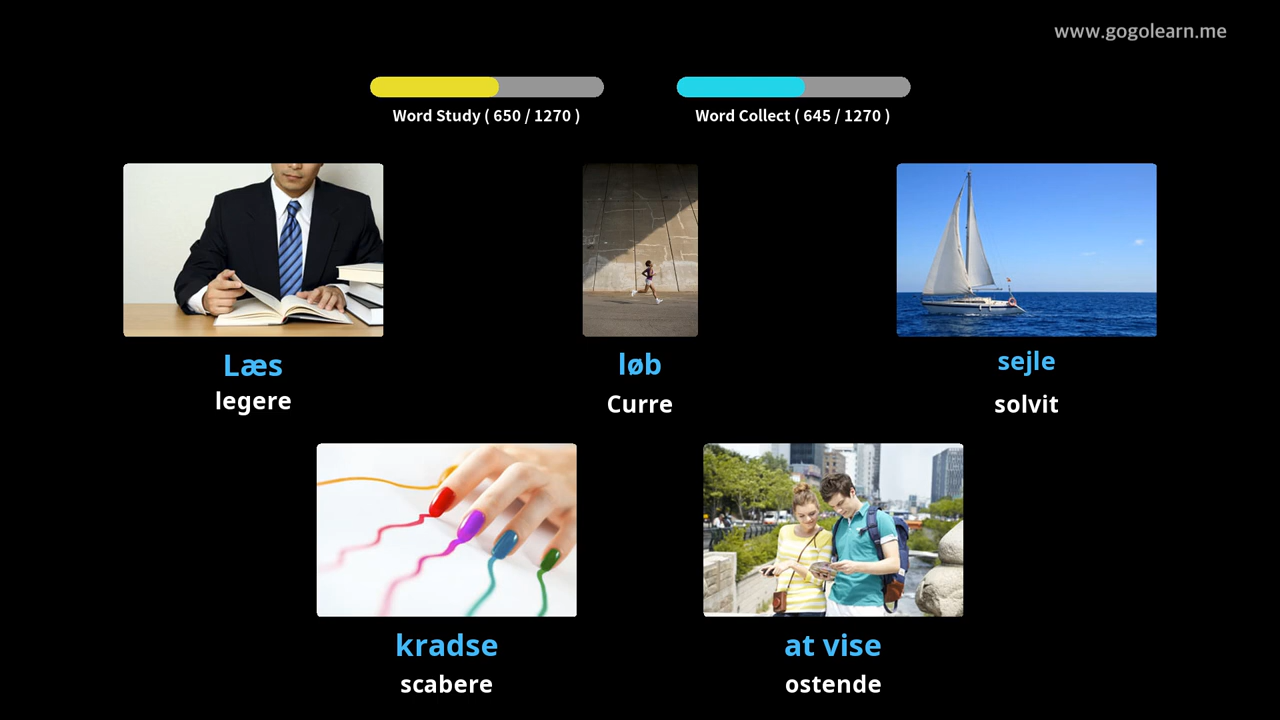 www.gogolearn.me
Word Study ( 650 / 1270 )
Word Collect ( 645 / 1270 )
Læs
legere
løb
Curre
sejle
solvit
kradse
scabere
at vise
ostende